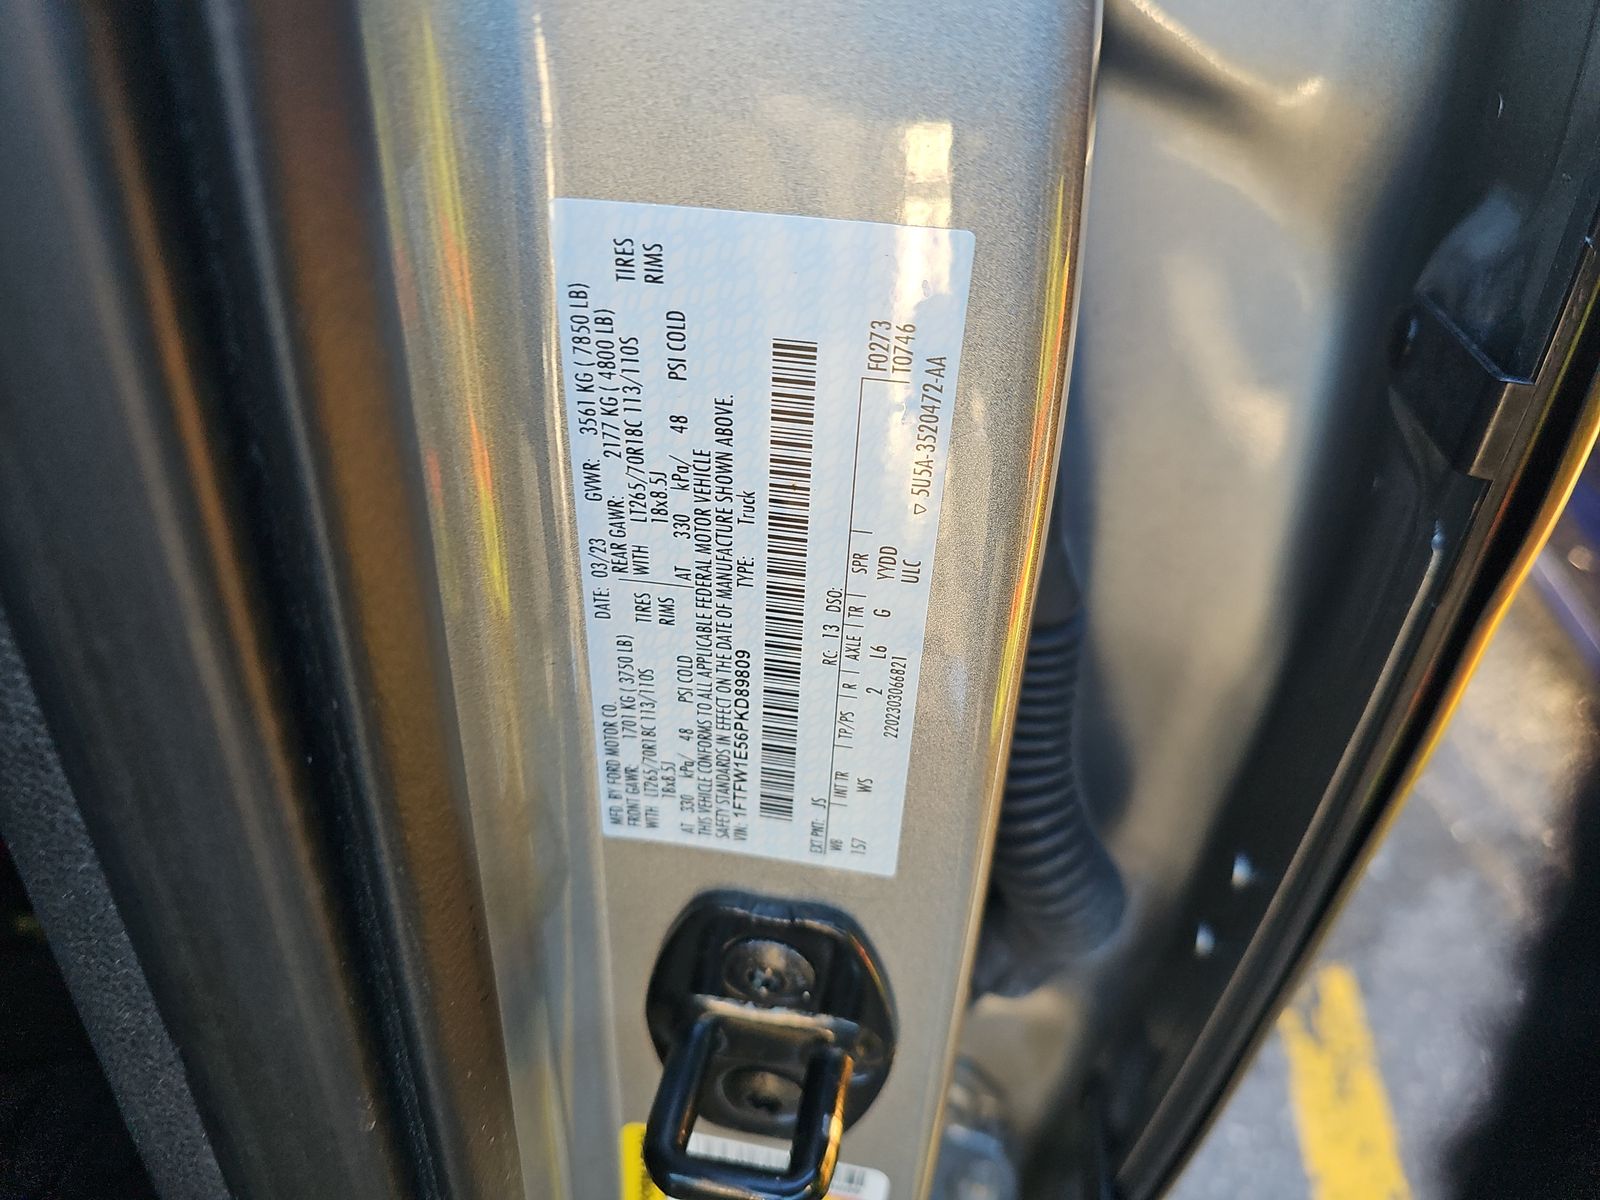 MFD. BY FORD MOTOR CO.
DATE: 03/23 GVWR: 3561 KG ( 7850 LB)
FRONT GAWR: 1701 KG ( 3750 LB)
REAR GAWR: 2177 KG ( 4800 LB)
WITH LT265/70R18C 113/110S TIRES
WITH LT265/70R18C 113/110S TIRES
18x8.5J RIMS
18x8.5J RIMS
AT 330 kPa/ 48 PSI COLD
AT 330 kPa/ 48 PSI COLD
THIS VEHICLE CONFORMS TO ALL APPLICABLE FEDERAL MOTOR VEHICLE
SAFETY STANDARDS IN EFFECT ON THE DATE OF MANUFACTURE SHOWN ABOVE.
VIN: 1FTFW1E56PKD89809
TYPE: Truck
EXT PNT: JS RC: 13 DSO:
WB INT TR TP/PS R AXLE TR SPR F0273
157 WS 2 L6 G YYDD T0746
2202303066821 ULC
▽ 5U5A-3520472-AA